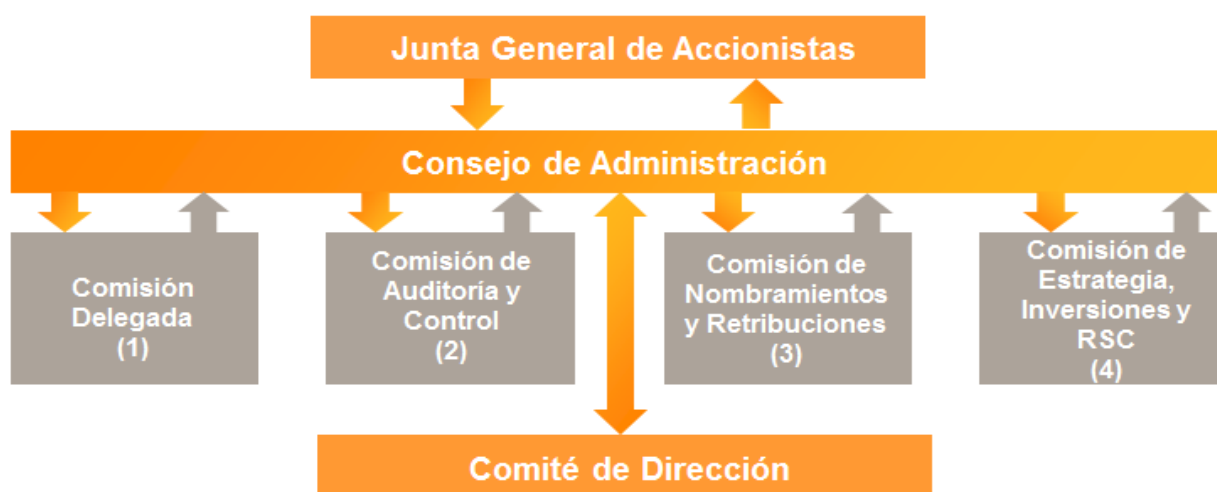 Junta General de Accionistas
Consejo de Administración
Comisión
Delegada
(1)
Comisión de
Auditoría y
Control
(2)
Comisión de
Nombramientos
y Retribuciones
(3)
Comisión de
Estrategia,
Inversiones y
RSC
(4)
Comité de Dirección